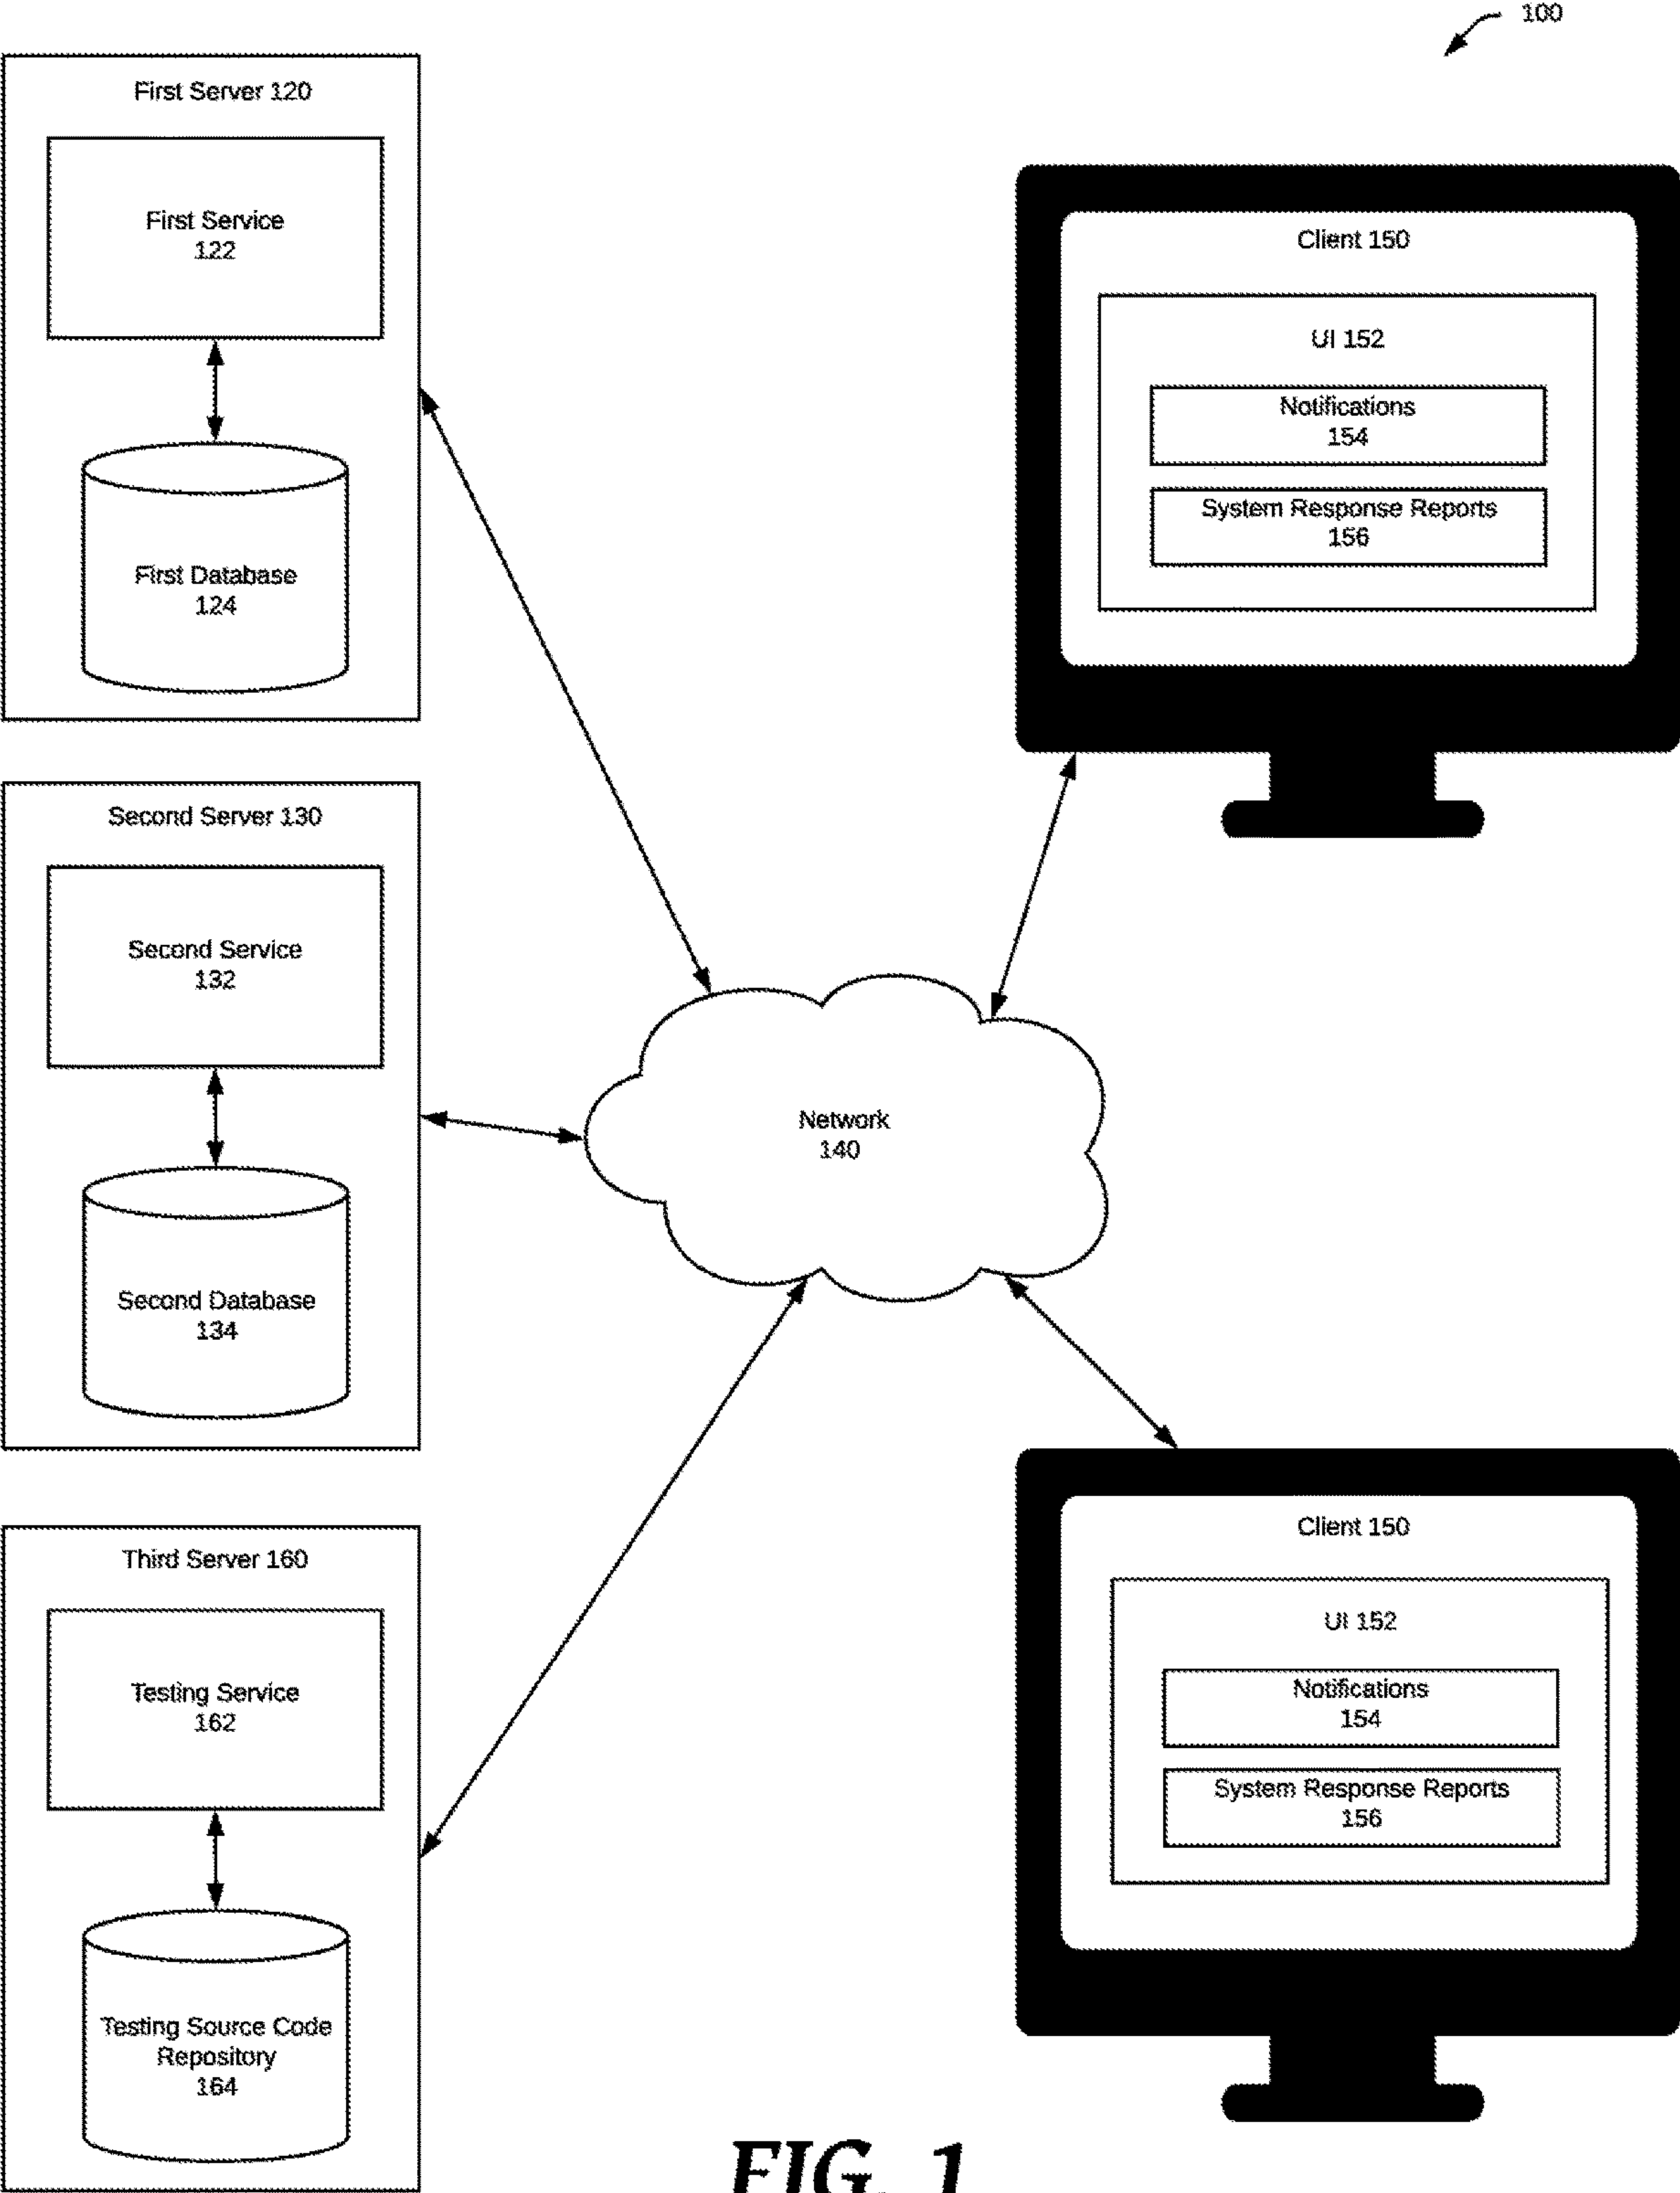 100
First Server 120
First Service
122
First Database
124
Client 150
UI 152
Notifications
154
System Response Reports
156
Second Server 130
Second Service
132
Second Database
134
Network
140
Third Server 160
Testing Service
162
Testing Source Code
Repository
164
Client 150
UI 152
Notifications
154
System Response Reports
156
FIG. 1